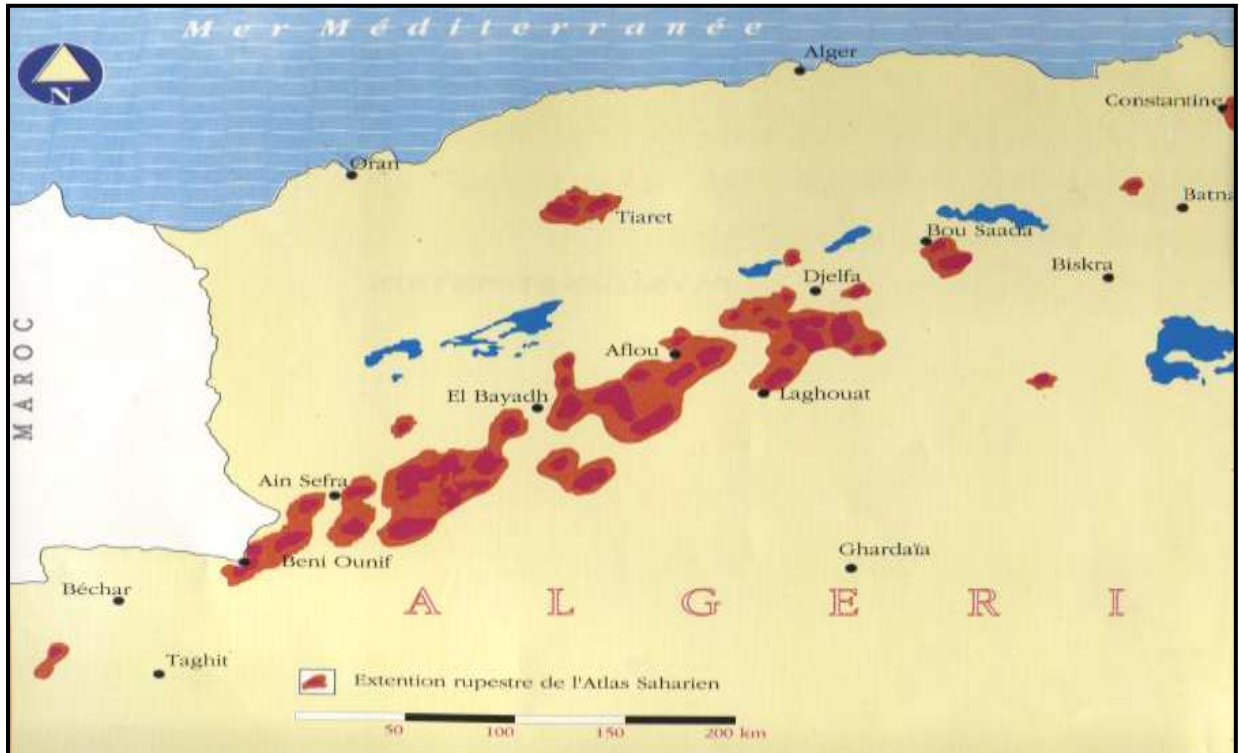 Mer Méditerranée
N
Alger
Constantine
Oran
Tiaret
Batna
Bou Saada
Biskra
Djelfa
MAROC
Aflou
El Bayadh
Laghouat
Ain Sefra
Beni Ounif
Ghardaïa
Béchar
A L G E R I
Taghit
Extention rupestre de l'Atlas Saharien
50 100 150 200 km